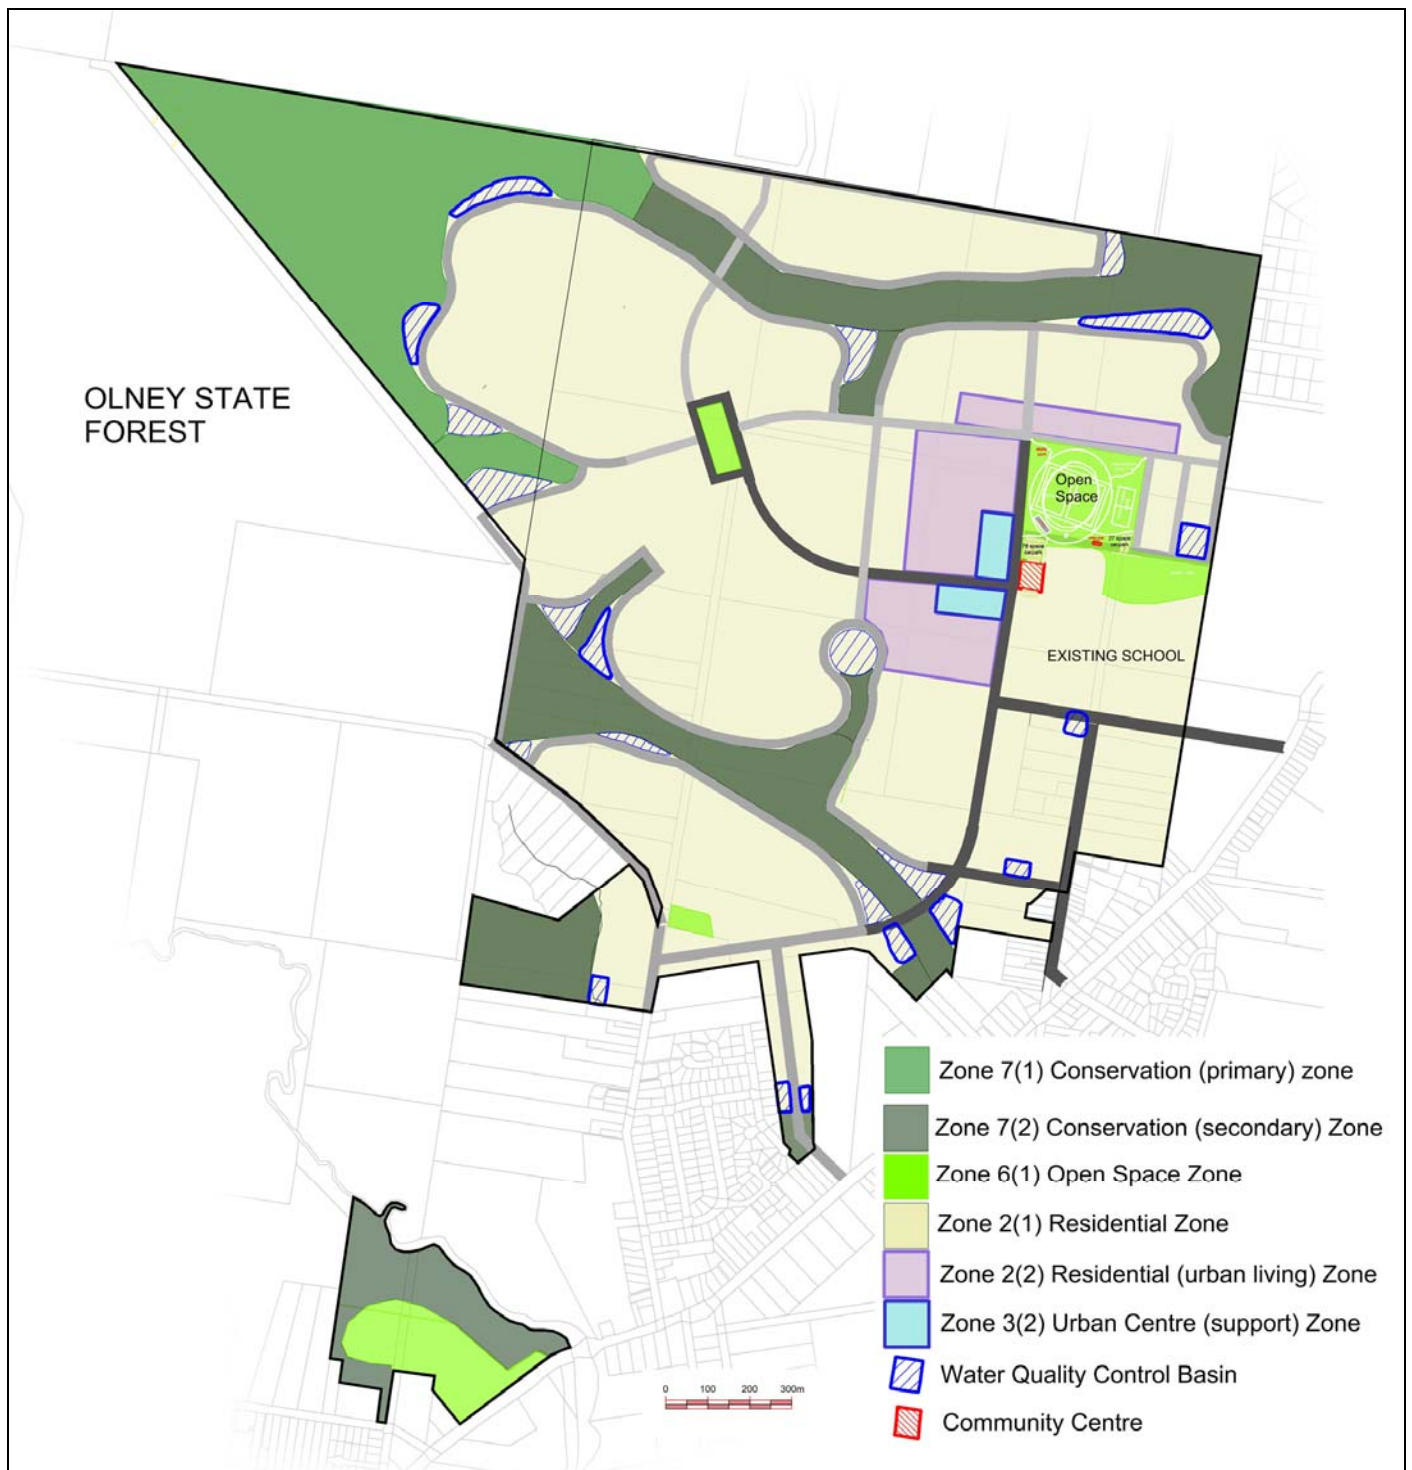 OLNEY STATE
FOREST
Open
Space
EXISTING SCHOOL
Zone 7(1) Conservation (primary) zone
Zone 7(2) Conservation (secondary) Zone
Zone 6(1) Open Space Zone
Zone 2(1) Residential Zone
Zone 2(2) Residential (urban living) Zone
Zone 3(2) Urban Centre (support) Zone
Water Quality Control Basin
Community Centre
0 100 200 300m